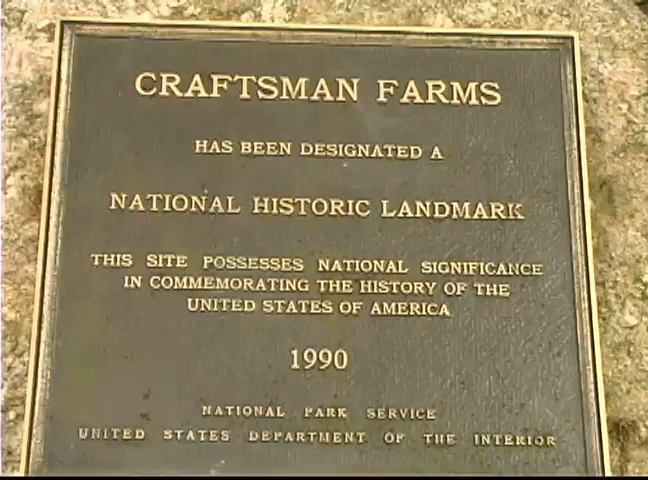 CRAFTSMAN FARMS
HAS BEEN DESIGNATED A
NATIONAL HISTORIC LANDMARK
THIS SITE POSSESSES NATIONAL SIGNIFICANCE
IN COMMEMORATING THE HISTORY OF THE
UNITED STATES OF AMERICA
1990
NATIONAL PARK SERVICE
UNITED STATES DEPARTMENT OF THE INTERIOR